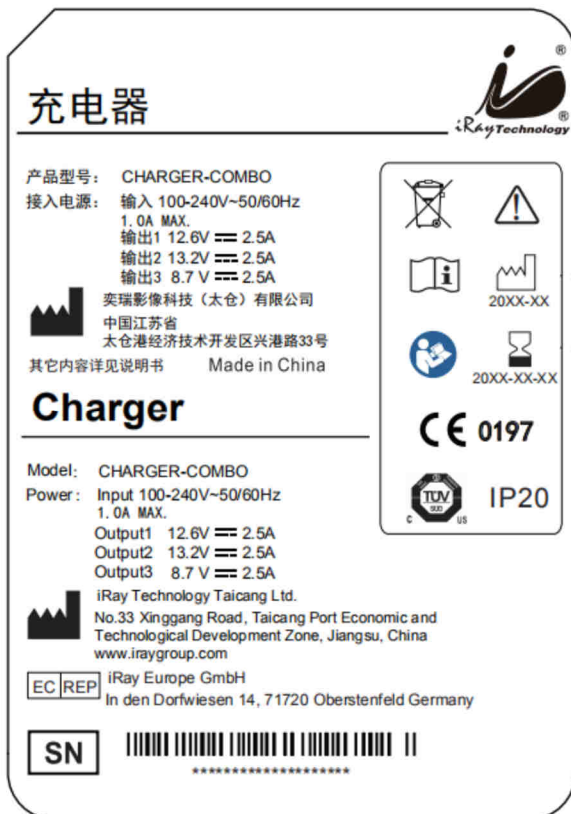 充电器
iRayTechnology
® ®
产品型号： CHARGER-COMBO
接入电源： 输入 100-240V~50/60Hz
1.0A MAX.
输出1 12.6V ⎓ 2.5A
输出2 13.2V ⎓ 2.5A
输出3 8.7 V ⎓ 2.5A
奕瑞影像科技（太仓）有限公司
中国江苏省
太仓港经济技术开发区兴港路33号
其它内容详见说明书 Made in China
i
20XX-XX
20XX-XX-XX
CE 0197
TÜV
SÜD
C US
IP20
Charger
Model: CHARGER-COMBO
Power: Input 100-240V~50/60Hz
1.0A MAX.
Output1 12.6V ⎓ 2.5A
Output2 13.2V ⎓ 2.5A
Output3 8.7 V ⎓ 2.5A
iRay Technology Taicang Ltd.
No.33 Xinggang Road, Taicang Port Economic and
Technological Development Zone, Jiangsu, China
www.iraygroup.com
EC REP
iRay Europe GmbH
In den Dorfwiesen 14, 71720 Oberstenfeld Germany
SN
********************